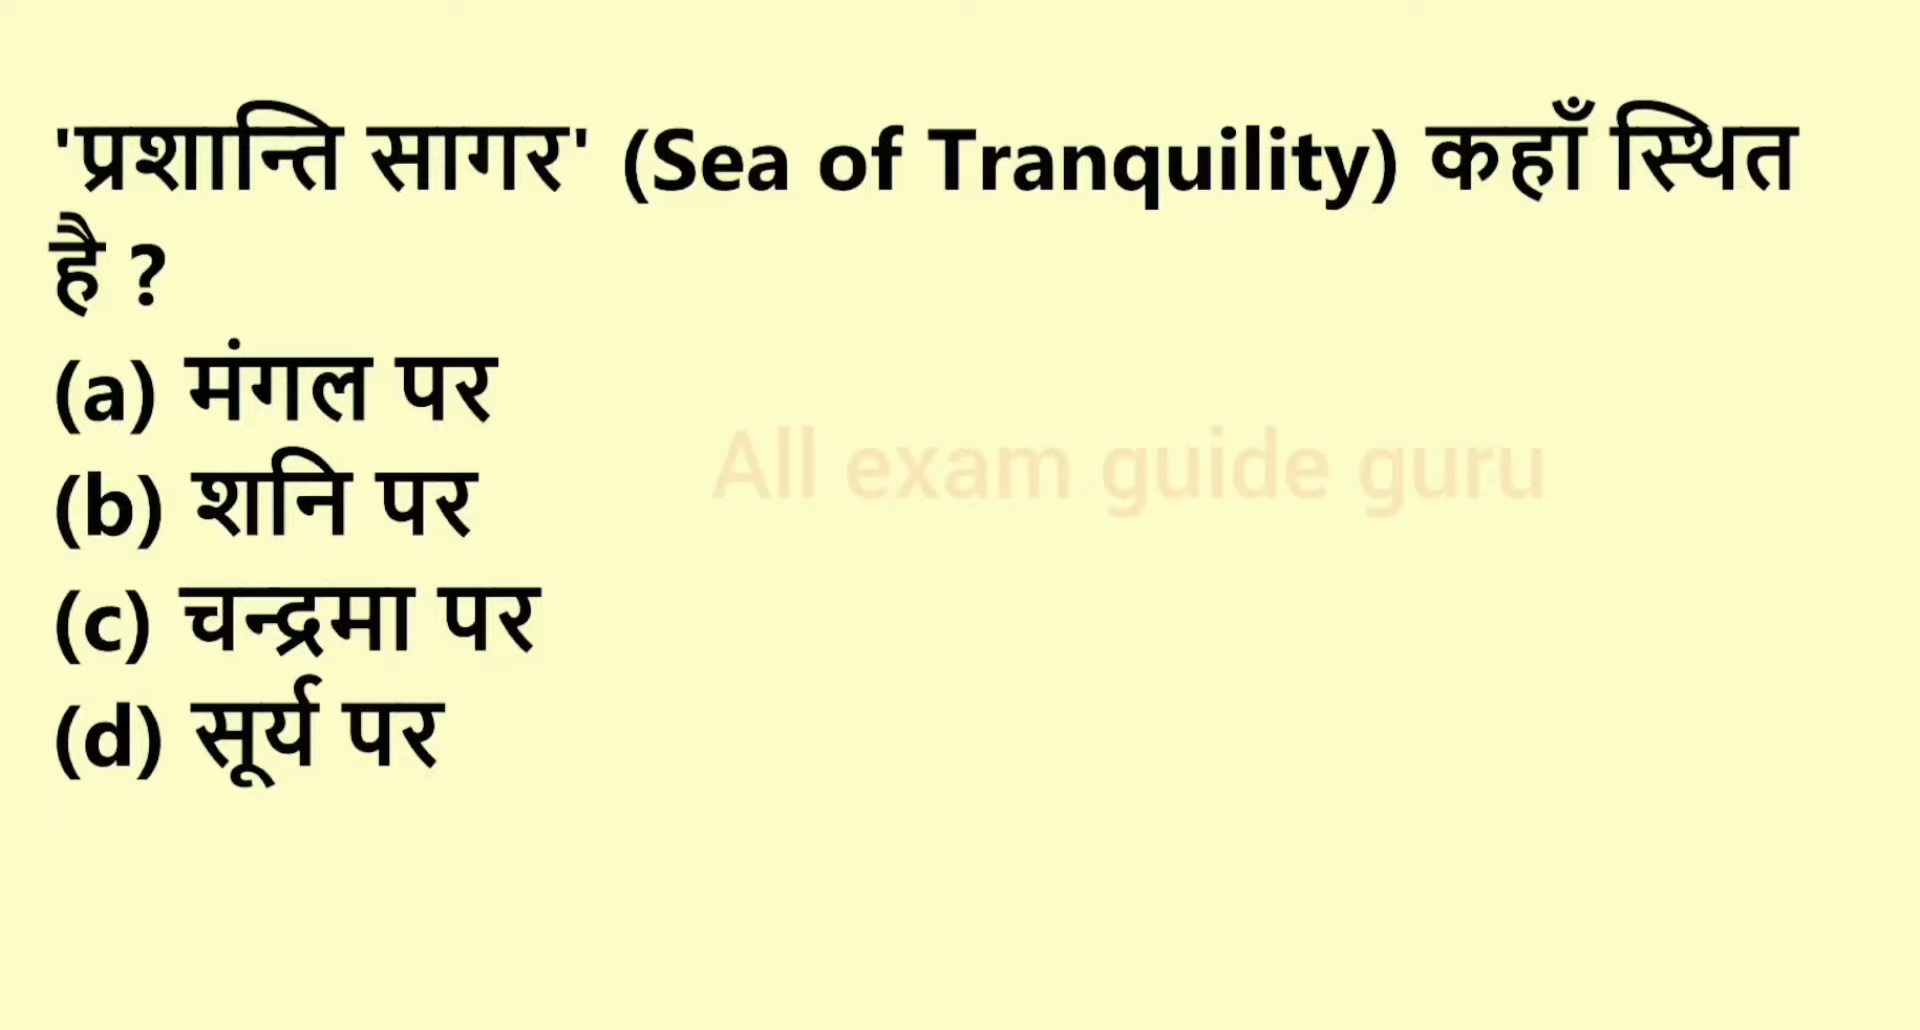 'प्रशान्ति सागर' (Sea of Tranquility) कहाँ स्थित
है ?
(a) मंगल पर
(b) शनि पर
All exam guide guru
(c) चन्द्रमा पर
(d) सूर्य पर